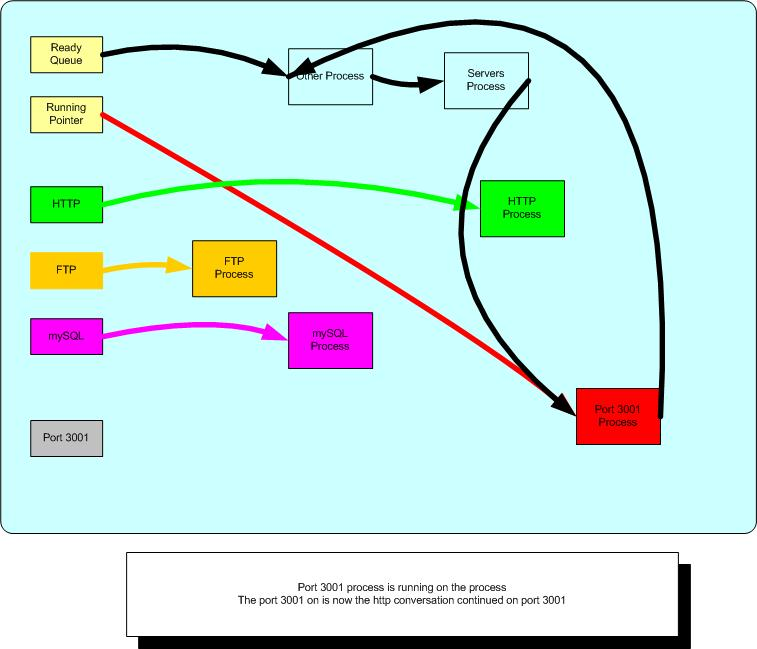 Ready
Queue
Other Process
Servers
Process
Running
Pointer
HTTP
HTTP
Process
FTP
FTP
Process
mySQL
mySQL
Process
Port 3001
Process
Port 3001
Port 3001 process is running on the process
The port 3001 on is now the http conversation continued on port 3001